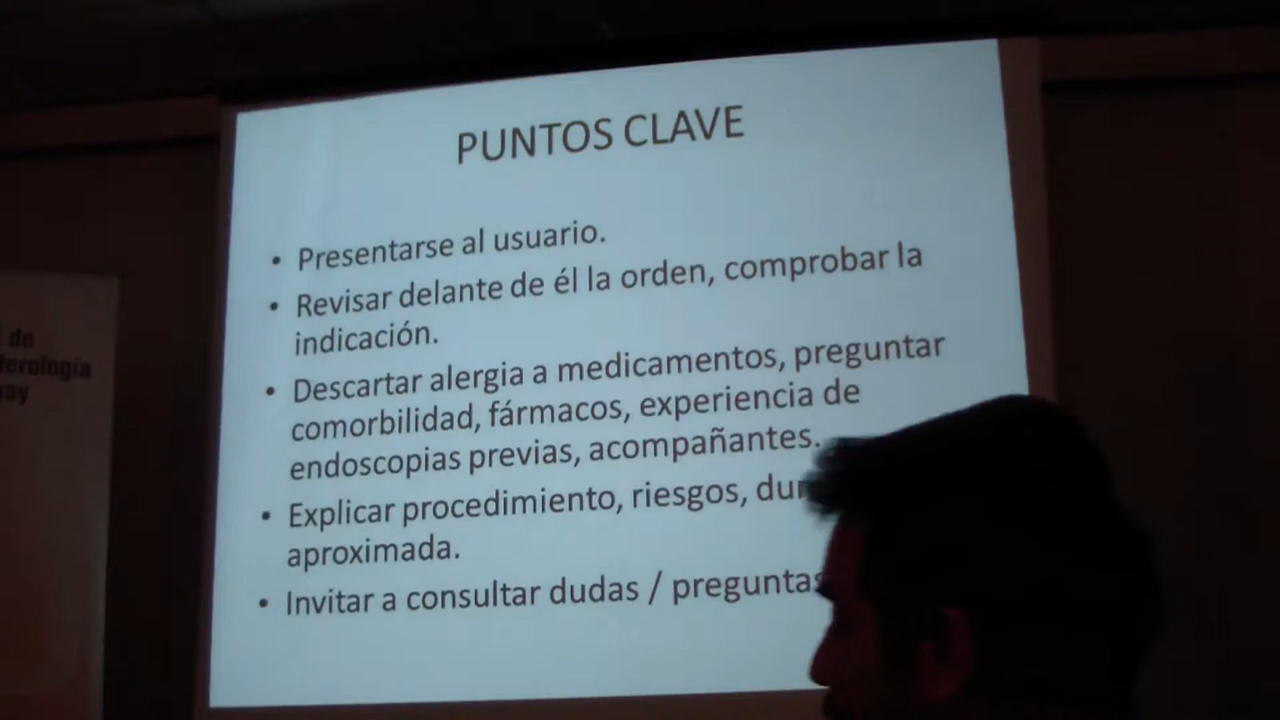 PUNTOS CLAVE
• Presentarse al usuario.
• Revisar delante de él la orden, comprobar la
indicación.
• Descartar alergia a medicamentos, preguntar
comorbilidad, fármacos, experiencia de
endoscopias previas, acompañantes.
• Explicar procedimiento, riesgos,
aproximada.
• Invitar a consultar dudas / preguntas
de